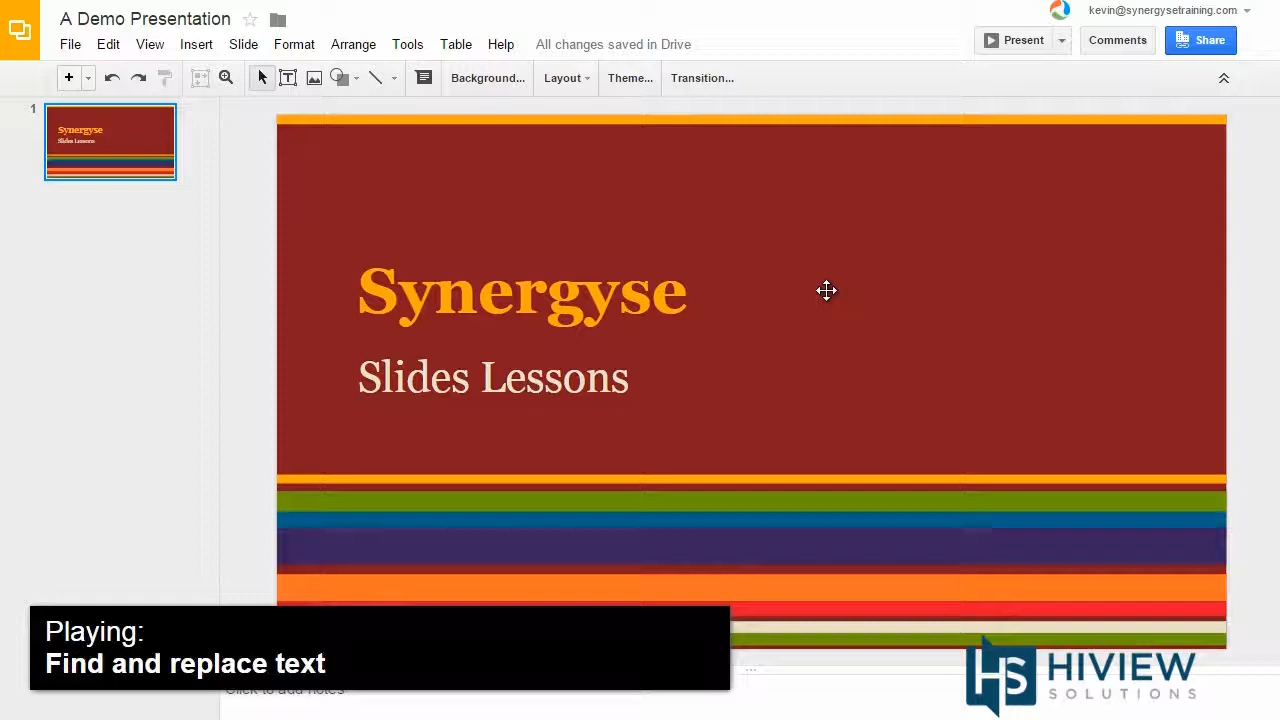 A Demo Presentation
kevin@synergysetraining.com
File Edit View Insert Slide Format Arrange Tools Table Help All changes saved in Drive
Present Comments Share
Background... Layout Theme... Transition...
1
Synergyse
Slides Lessons
Synergyse
Slides Lessons
Playing:
Find and replace text
Click to add notes
HS HIVIEW
SOLUTIONS